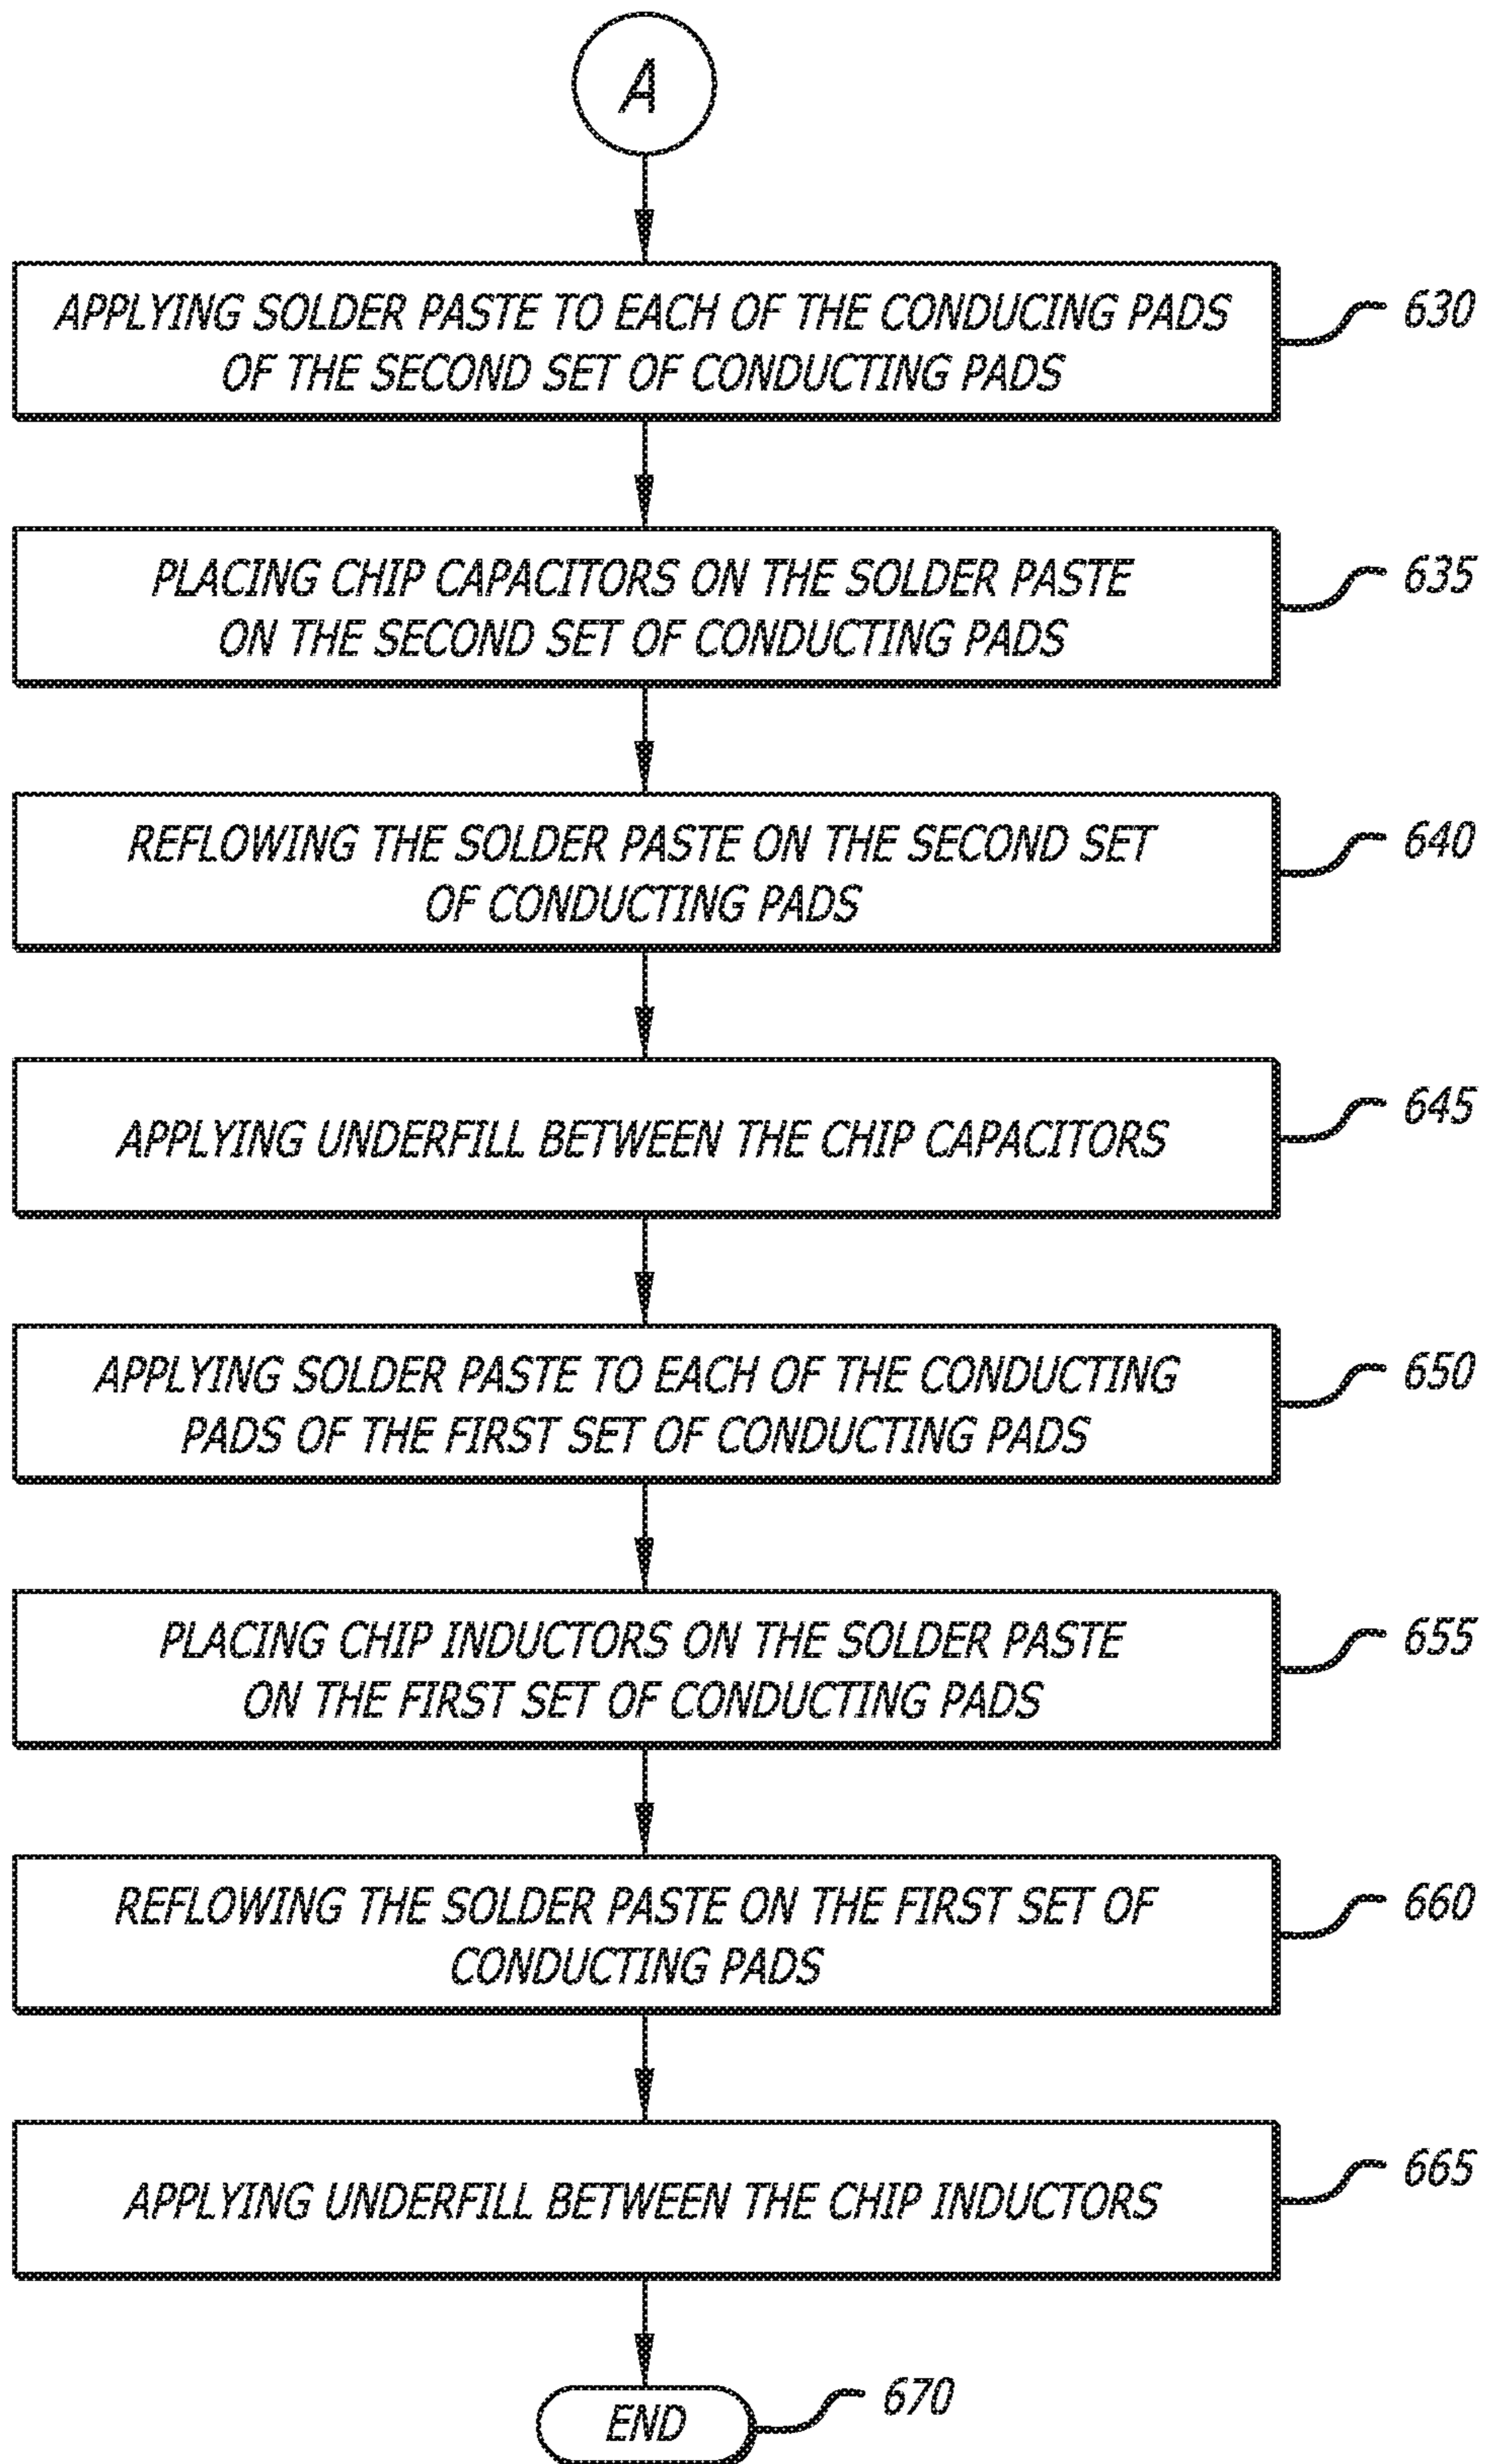 A
APPLYING SOLDER PASTE TO EACH OF THE CONDUCING PADS
OF THE SECOND SET OF CONDUCTING PADS
630
PLACING CHIP CAPACITORS ON THE SOLDER PASTE
ON THE SECOND SET OF CONDUCTING PADS
635
REFLOWING THE SOLDER PASTE ON THE SECOND SET
OF CONDUCTING PADS
640
APPLYING UNDERFILL BETWEEN THE CHIP CAPACITORS
645
APPLYING SOLDER PASTE TO EACH OF THE CONDUCTING
PADS OF THE FIRST SET OF CONDUCTING PADS
650
PLACING CHIP INDUCTORS ON THE SOLDER PASTE
ON THE FIRST SET OF CONDUCTING PADS
655
REFLOWING THE SOLDER PASTE ON THE FIRST SET OF
CONDUCTING PADS
660
APPLYING UNDERFILL BETWEEN THE CHIP INDUCTORS
665
END
670